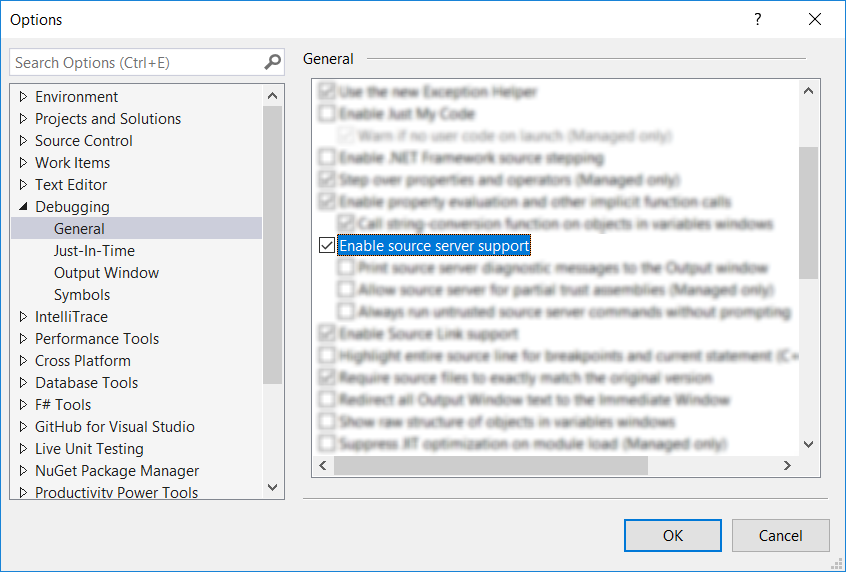 Options
?
Search Options (Ctrl+E)
Environment
Projects and Solutions
Source Control
Work Items
Text Editor
Debugging
General
Just-In-Time
Output Window
Symbols
IntelliTrace
Performance Tools
Cross Platform
Database Tools
F# Tools
GitHub for Visual Studio
Live Unit Testing
NuGet Package Manager
Productivity Power Tools
General
Use the new Exception Helper
Enable Just My Code
Warn if no user code on launch (Managed only)
Enable .NET Framework source stepping
Step over properties and operators (Managed only)
Enable property evaluation and other implicit function calls
Call string-conversion function on objects in variables windows
Enable source server support
Print source server diagnostic messages to the Output window
Allow source server for partial trust assemblies (Managed only)
Always run untrusted source server commands without prompting
Enable Source Link support
Highlight entire source line for breakpoints and current statement (C+
Require source files to exactly match the original version
Redirect all Output Window text to the Immediate Window
Show raw structure of objects in variables windows
Suppress JIT optimization on module load (Managed only)
OK
Cancel